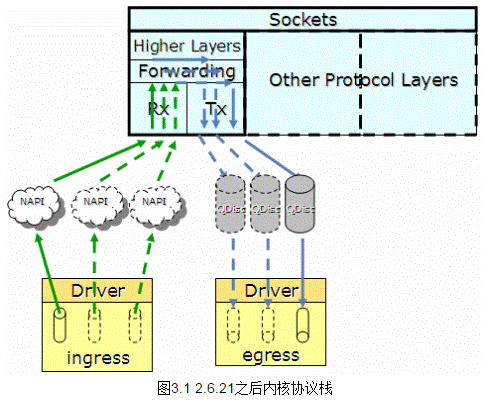 Sockets
Higher Layers
Forwarding
Other Protocol Layers
Rx
Tx
NAPI
NAPI
NAPI
QDisc
QDisc
QDisc
Driver
Driver
ingress
egress
图3.1 2.6.21之后内核协议栈